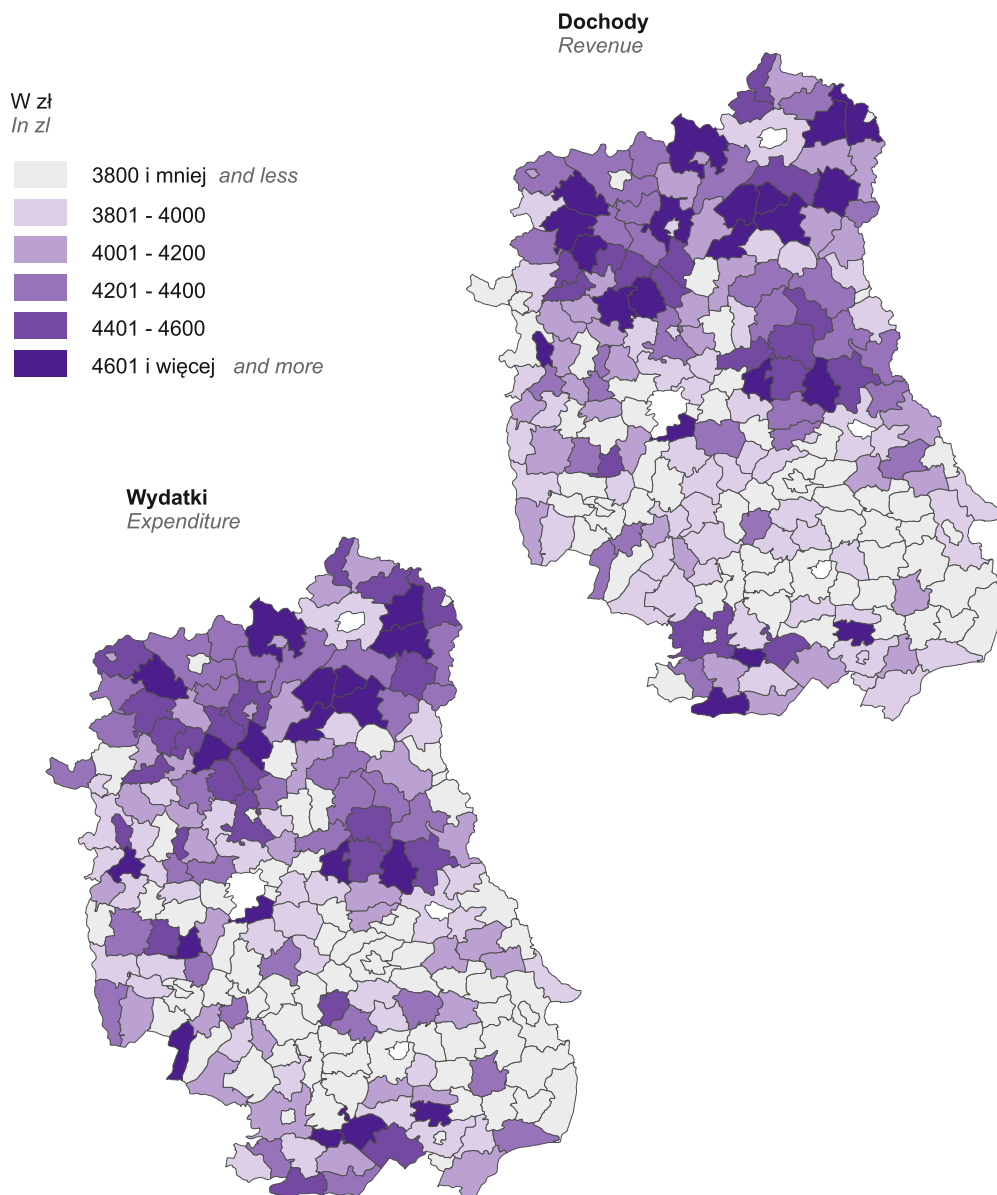 Dochody
Revenue
W zł
In zl
3800 i mniej and less
3801 - 4000
4001 - 4200
4201 - 4400
4401 - 4600
4601 i więcej and more
Wydatki
Expenditure